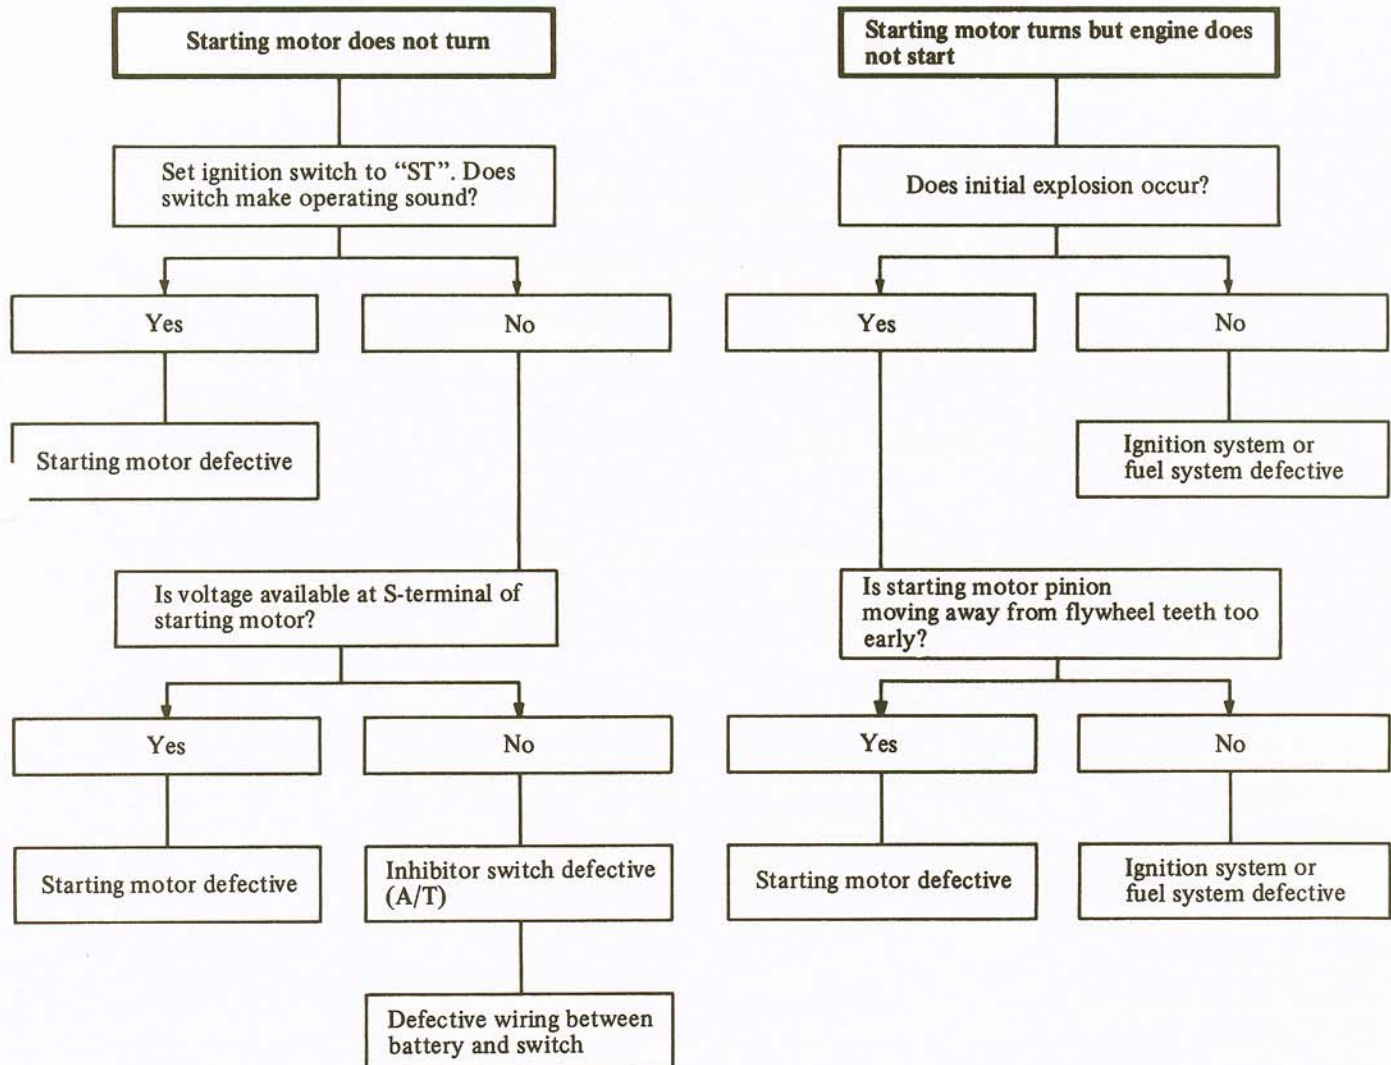 Starting motor does not turn
Set ignition switch to “ST”. Does
switch make operating sound?
Yes
No
Starting motor defective
Is voltage available at S-terminal of
starting motor?
Yes
No
Starting motor defective
Inhibitor switch defective
(A/T)
Defective wiring between
battery and switch
Starting motor turns but engine does
not start
Does initial explosion occur?
Yes
No
Ignition system or
fuel system defective
Is starting motor pinion
moving away from flywheel teeth too
early?
Yes
No
Starting motor defective
Ignition system or
fuel system defective